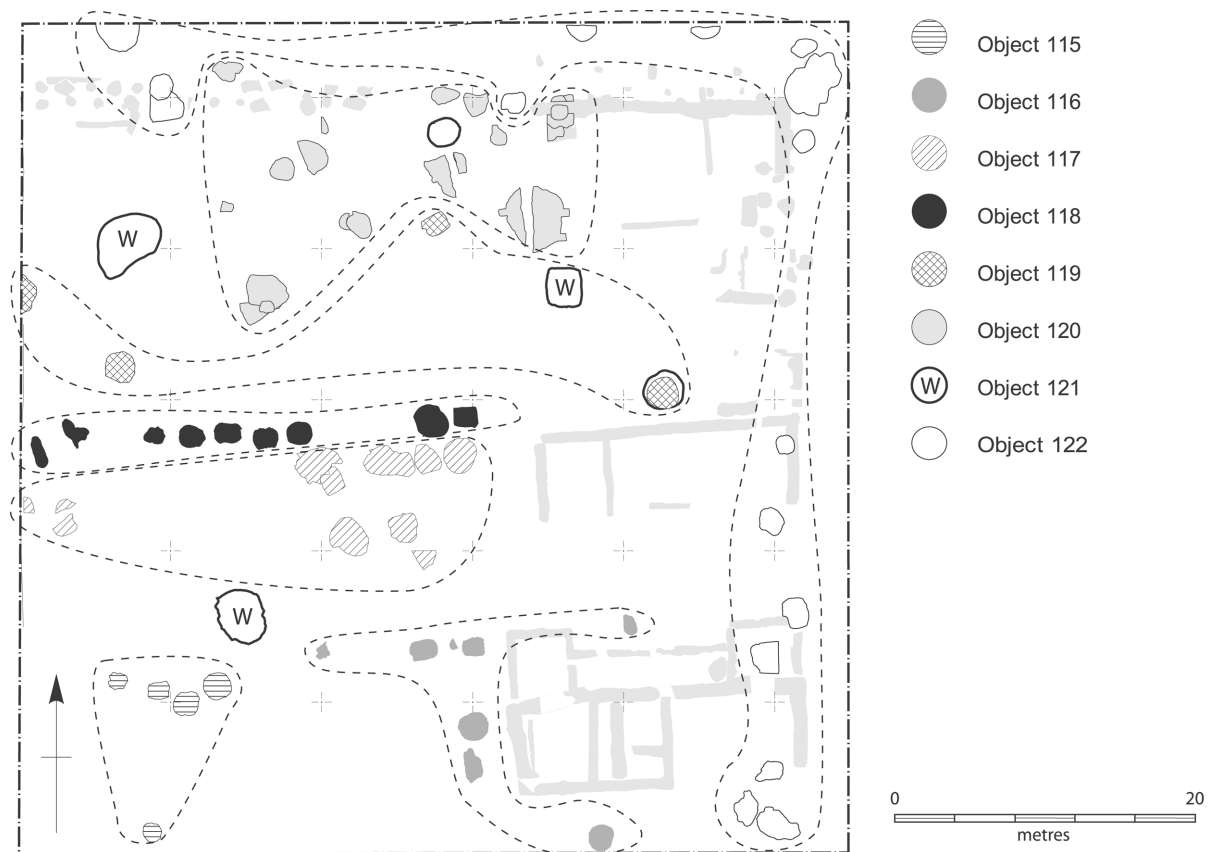 Object 115
Object 116
Object 117
Object 118
Object 119
Object 120
W Object 121
Object 122
W
W
W
0 20
metres